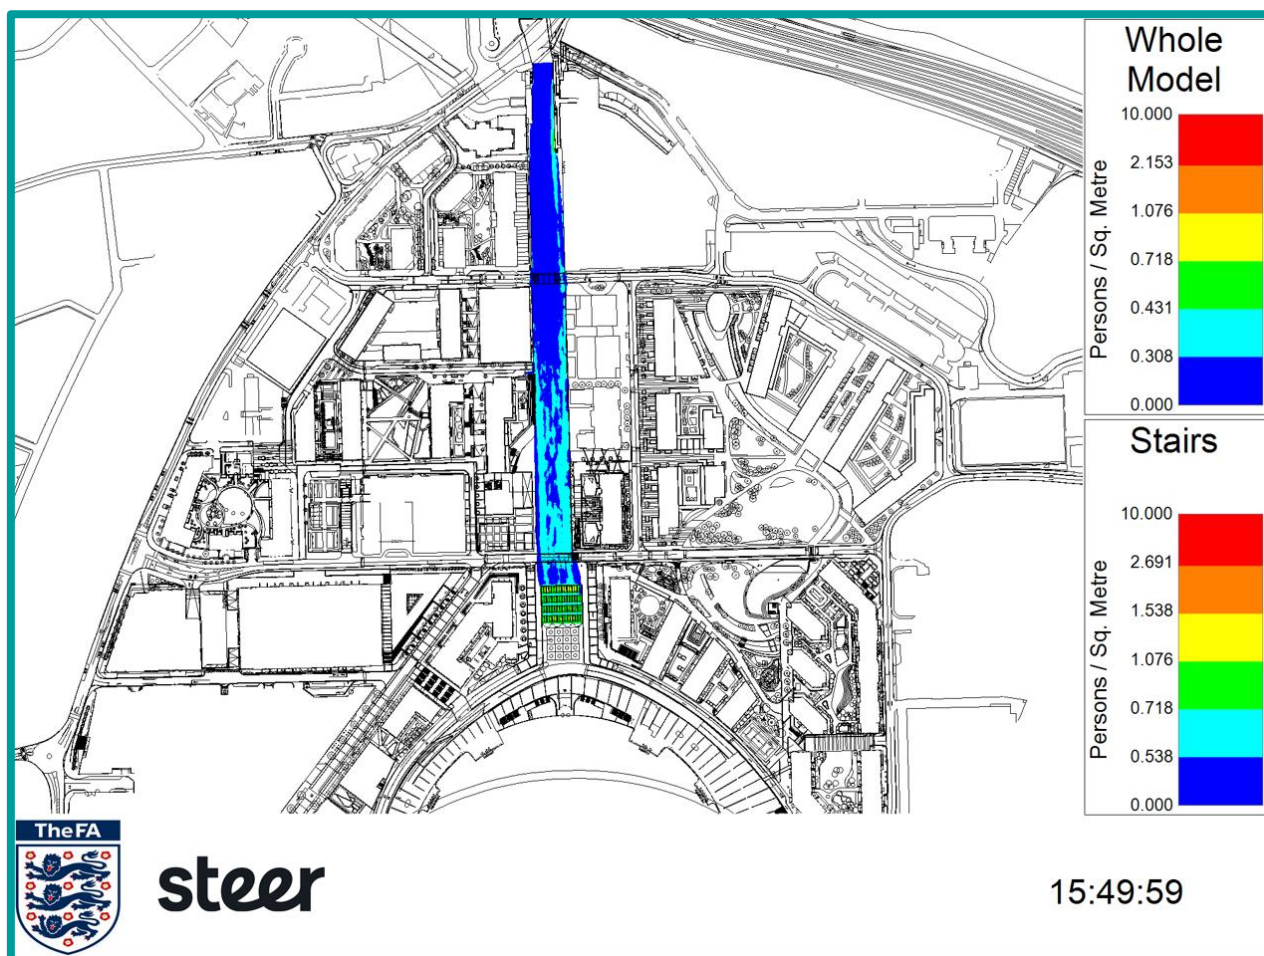 Whole
Model
Persons / Sq. Metre
10.000
2.153
1.076
0.718
0.431
0.308
0.000
Stairs
Persons / Sq. Metre
10.000
2.691
1.538
1.076
0.718
0.538
0.000
TheFA
steer
15:49:59